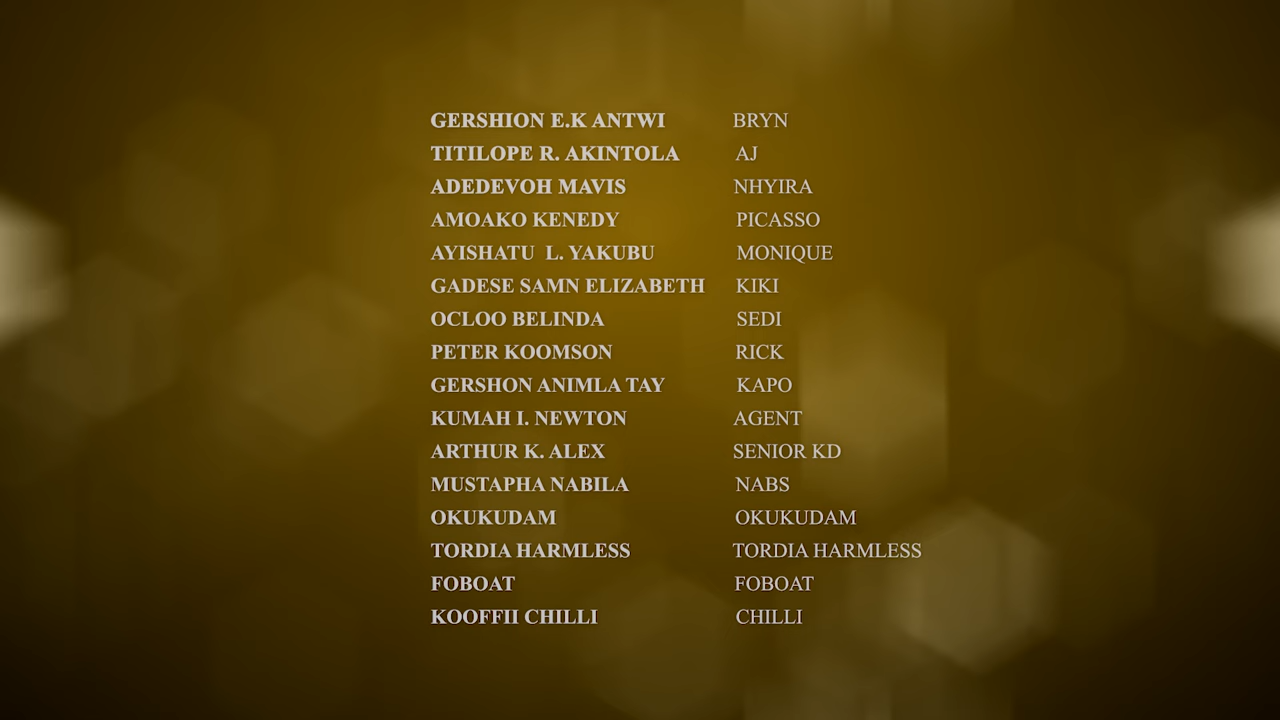 GERSHION E.K ANTWI BRYN
TITILOPE R. AKINTOLA AJ
ADEDEVOH MAVIS NHYIRA
AMOAKO KENEDY PICASSO
AYISHATU L. YAKUBU MONIQUE
GADESE SAMN ELIZABETH KIKI
OCLOO BELINDA SEDI
PETER KOOMSON RICK
GERSHON ANIMLA TAY KAPO
KUMAH I. NEWTON AGENT
ARTHUR K. ALEX SENIOR KD
MUSTAPHA NABILA NABS
OKUKUDAM OKUKUDAM
TORDIA HARMLESS TORDIA HARMLESS
FOBOAT FOBOAT
KOOFFII CHILLI CHILLI